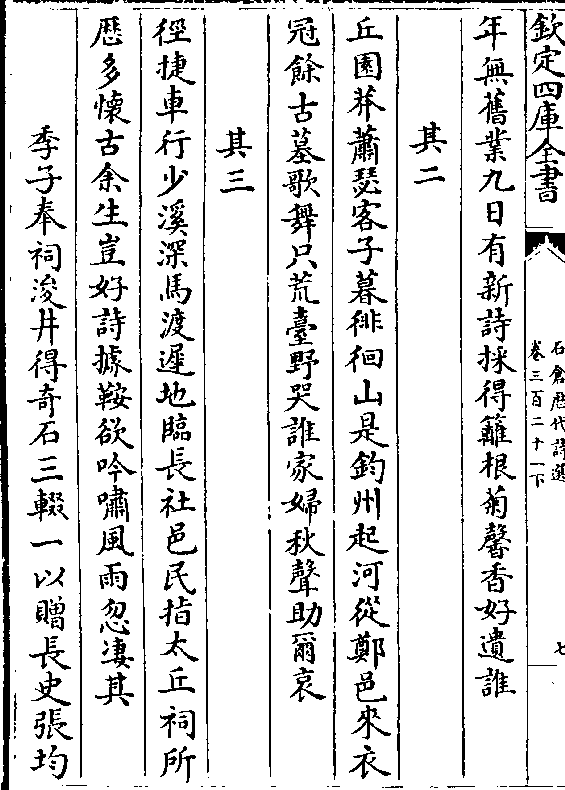 欽定四庫全書
石倉歴代詩選
卷三百二十一下
七
年無舊業九日有新詩採得籬根菊馨香好遺誰
其二
丘園莽蕭瑟客子暮徘徊山是鈞州起河從鄭邑來衣
冠餘古墓歌舞只荒臺野哭誰家婦秋聲助爾哀
其三
徑捷車行少溪深馬渡遲地臨長社邑民指太丘祠所
歴多懷古余生豈好詩據鞍欲吟嘯風雨忽凄其
季子奉祠浚井得奇石三輟一以贈長史張均